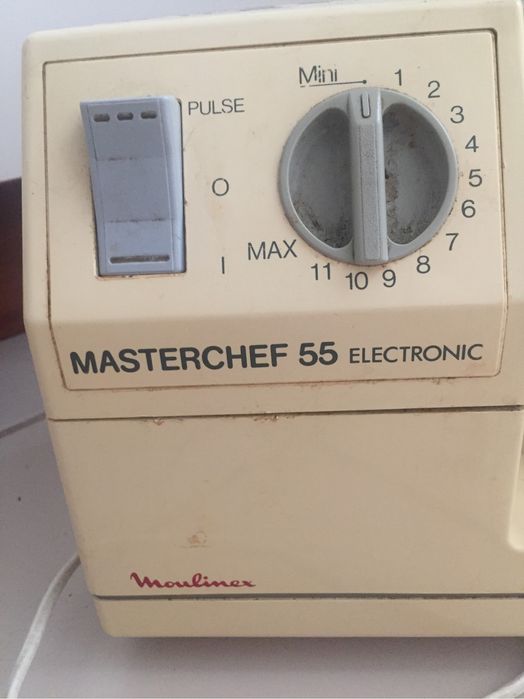 PULSE
O
I
Mini
1
2
3
4
5
6
7
8
9
10
11
MAX
MASTERCHEF 55 ELECTRONIC
Moulinex